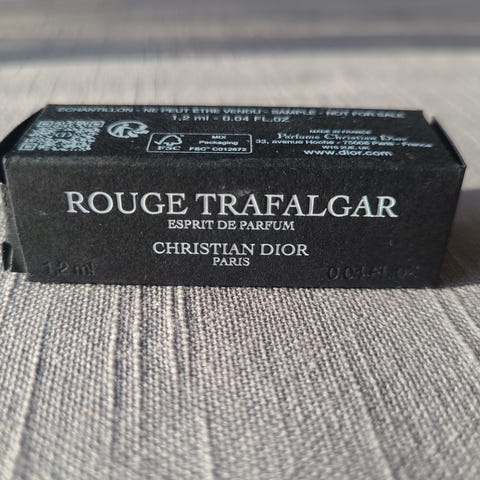 ECHANTILLON - NE PEUT ÊTRE VENDU - SAMPLE - NOT FOR SALE
1,2 ml - 0.04 FL.OZ
FSC
MIX
Packaging
FSC® C012672
MADE IN FRANCE
Parfums Christian Dior
33, avenue Hoche - 75008 Paris - France
W1S 2UE, UK
www.dior.com
ROUGE TRAFALGAR
ESPRIT DE PARFUM
CHRISTIAN DIOR
PARIS
1,2 ml
0.04 FL.OZ